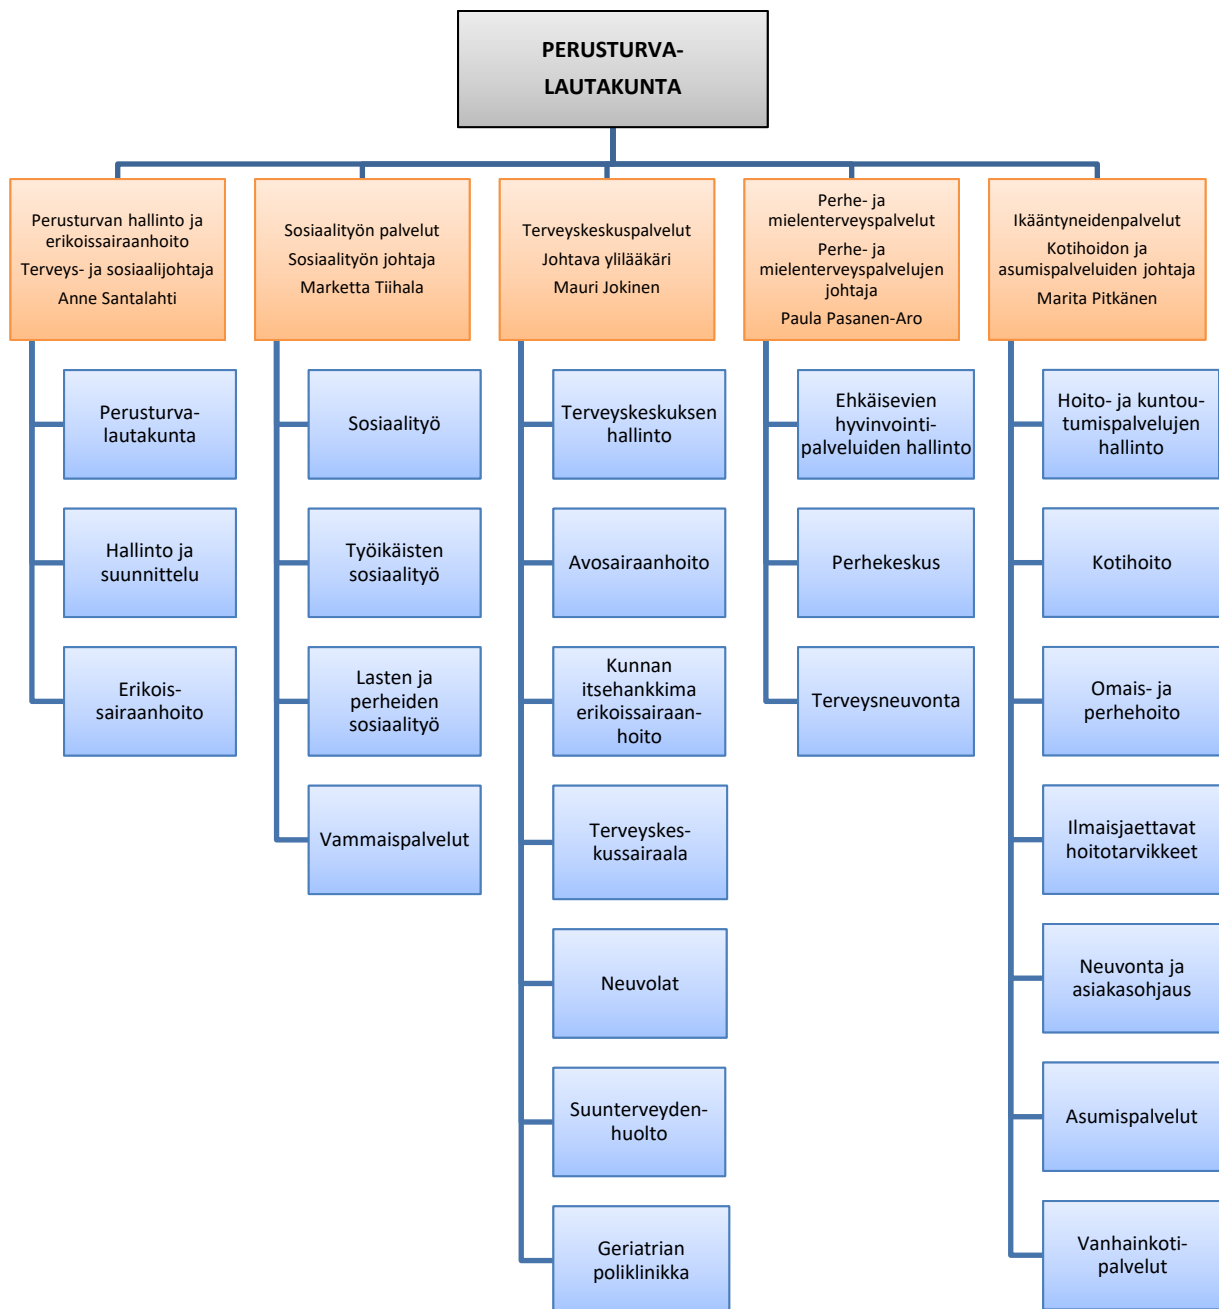 PERUSTURVA-
LAUTAKUNTA
Perusturvan hallinto ja
erikoissairaanhoito
Terveys- ja sosiaalijohtaja
Anne Santalahti
Perusturva-
lautakunta
Hallinto ja
suunnittelu
Erikois-
sairaanhoito
Sosiaalityön palvelut
Sosiaalityön johtaja
Marketta Tiihala
Sosiaalityö
Työikäisten
sosiaalityö
Lasten ja
perheiden
sosiaalityö
Vammaispalvelut
Terveyskeskuspalvelut
Johtava ylilääkäri
Mauri Jokinen
Terveyskeskuksen
hallinto
Avosairaanhoito
Kunnan
itsehankkima
erikoissairaan-
hoito
Terveyskes-
kussairaala
Neuvolat
Suunterveyden-
huolto
Geriatrian
poliklinikka
Perhe- ja
mielenterveyspalvelut
Perhe- ja
mielenterveyspalvelujen
johtaja
Paula Pasanen-Aro
Ehkäisevien
hyvinvointi-
palveluiden hallinto
Perhekeskus
Terveysneuvonta
Ikääntyneidenpalvelut
Kotihoidon ja
asumispalveluiden johtaja
Marita Pitkänen
Hoito- ja kuntou-
tumispalvelujen
hallinto
Kotihoito
Omais- ja
perhehoito
Ilmaisjaettavat
hoitotarvikkeet
Neuvonta ja
asiakasohjaus
Asumispalvelut
Vanhainkoti-
palvelut